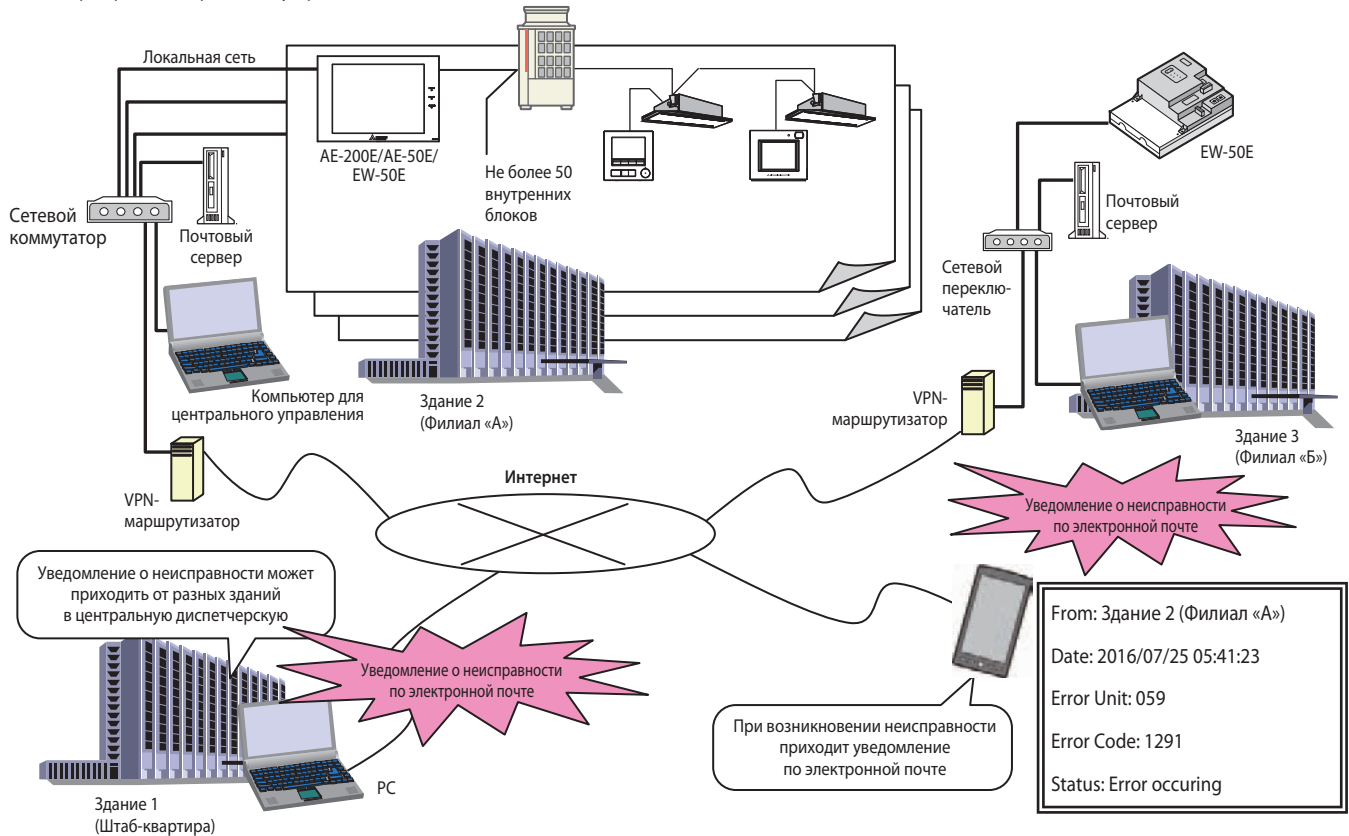 Локальная сеть
AE-200E/AE-50E/
EW-50E
Не более 50
внутренних
блоков
EW-50E
Сетевой
коммутатор
Почтовый
сервер
Почтовый
сервер
Сетевой
переклю-
чатель
Компьютер для
центрального управления
Здание 2
(Филиал «А»)
VPN-
маршрутизатор
Здание 3
(Филиал «Б»)
VPN-
маршрутизатор
Интернет
Уведомление о неисправности
по электронной почте
Уведомление о неисправности может
приходить от разных зданий
в центральную диспетчерскую
Уведомление о неисправности
по электронной почте
From: Здание 2 (Филиал «А»)
Date: 2016/07/25 05:41:23
Error Unit: 059
Error Code: 1291
Status: Error occuring
При возникновении неисправности
приходит уведомление
по электронной почте
PC
Здание 1
(Штаб-квартира)